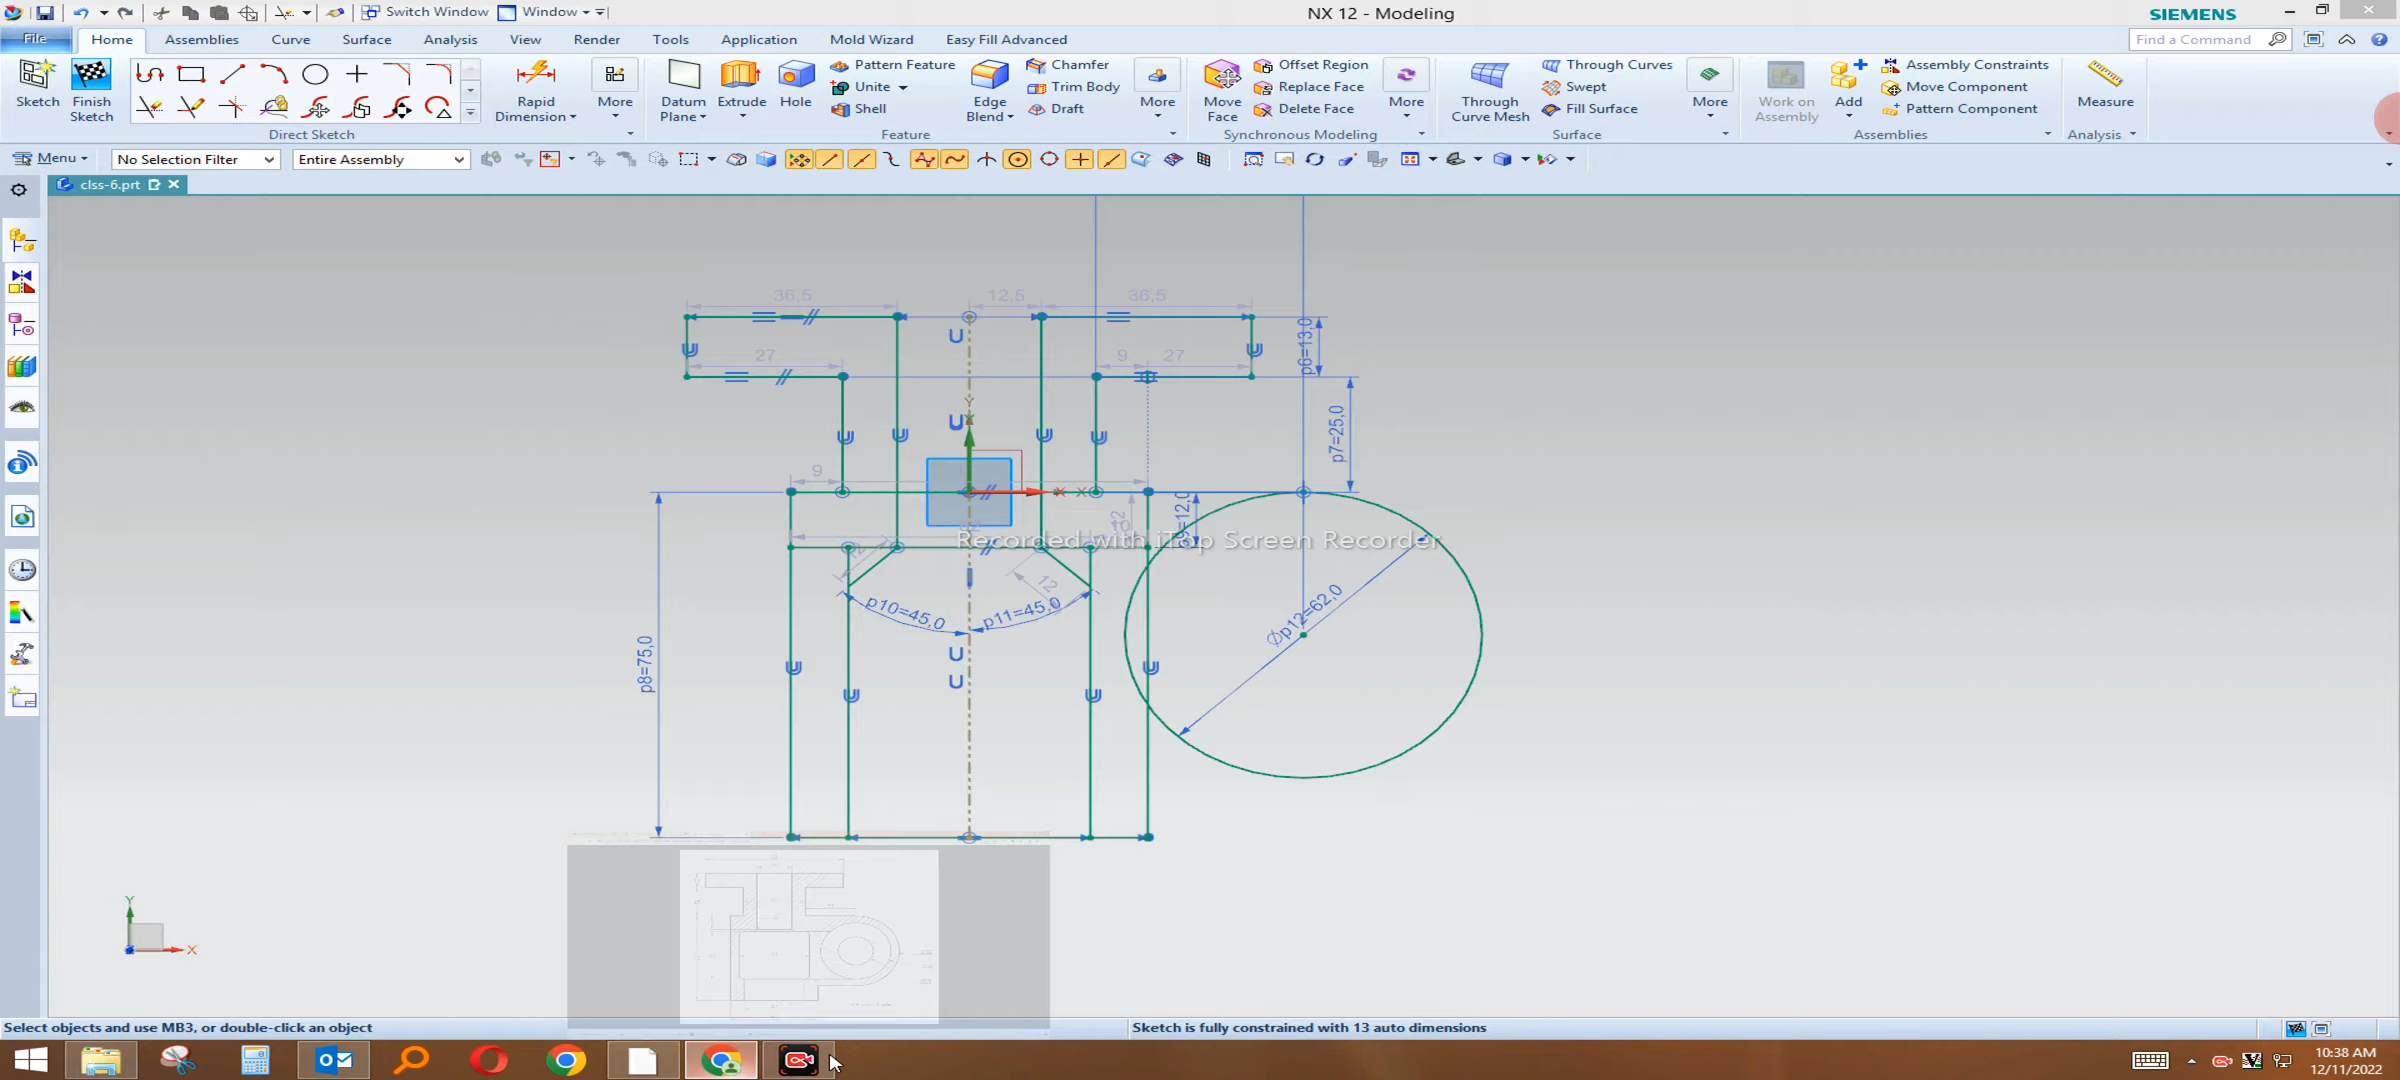 Switch Window Window NX 12 - Modeling SIEMENS
File Home Assemblies Curve Surface Analysis View Render Tools Application Mold Wizard Easy Fill Advanced Find a Command
Sketch Finish Sketch Rapid Dimension More Datum Plane Extrude Hole Pattern Feature Unite Shell Edge Blend Chamfer Trim Body Draft More Move Face Offset Region Replace Face Delete Face More Through Curve Mesh Through Curves Swept Fill Surface More Work on Assembly Add Assembly Constraints Move Component Pattern Component Measure
Direct Sketch Feature Synchronous Modeling Surface Assemblies Analysis
Menu No Selection Filter Entire Assembly
clss-6.prt
36,5 12,5 36,5
p6=13,0
27 9 27
p7=25,0
Y
9
X X
12
p9=12,0
10
Recorded with iTop Screen Recorder
12
p10=45,0 p11=45,0
Øp12=62,0
p8=75,0
Y
X
Select objects and use MB3, or double-click an object Sketch is fully constrained with 13 auto dimensions
10:38 AM
12/11/2022